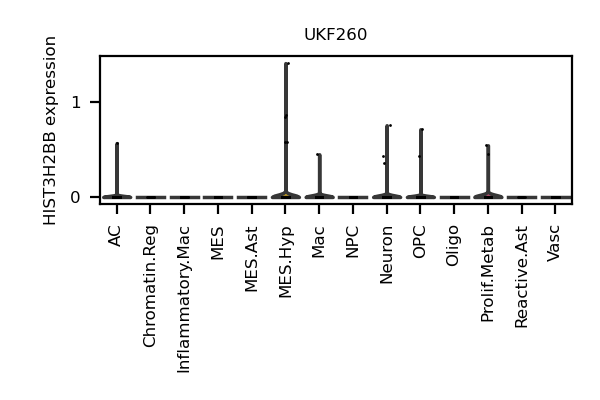 UKF260
HIST3H2BB expression
1
0
AC
Chromatin.Reg
Inflammatory.Mac
MES
MES.Ast
MES.Hyp
Mac
NPC
Neuron
OPC
Oligo
Prolif.Metab
Reactive.Ast
Vasc